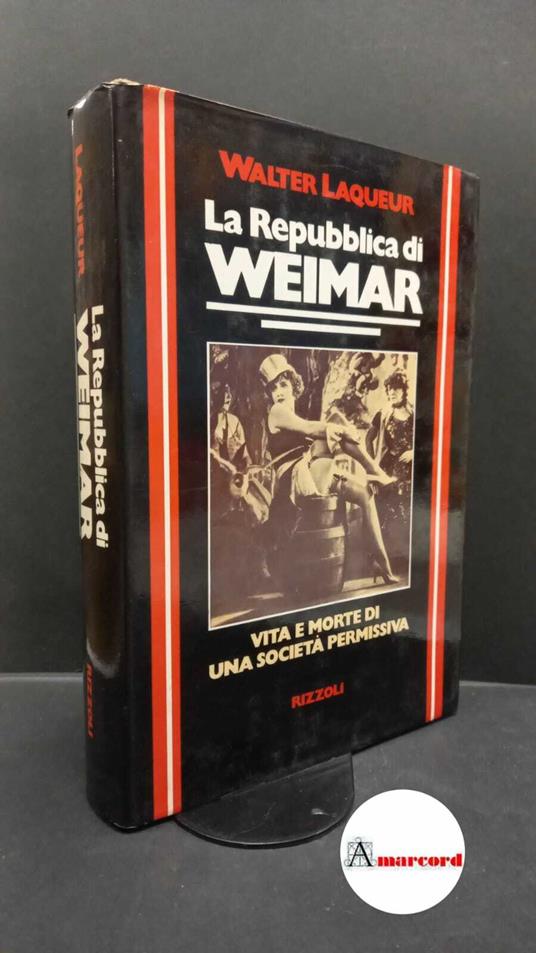 LAQUEUR
La Repubblica di
WEIMAR
RIZZOLI
WALTER LAQUEUR
La Repubblica di
WEIMAR
VITA E MORTE DI
UNA SOCIETÀ PERMISSIVA
RIZZOLI
Amarcord